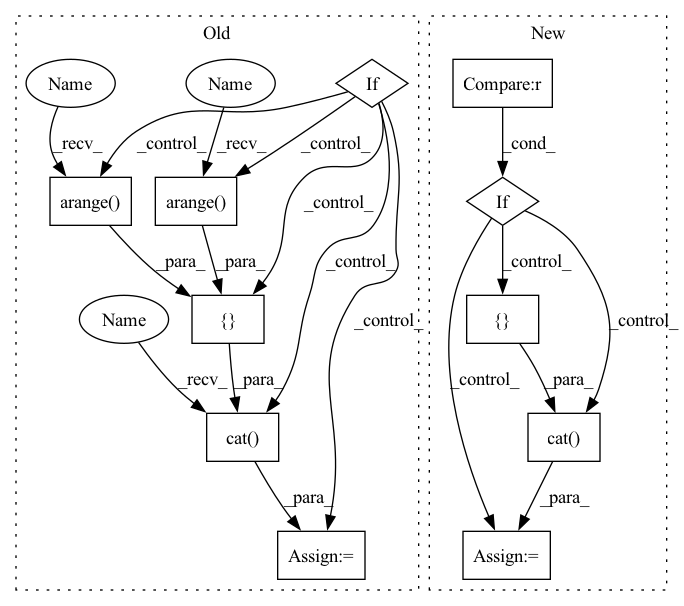 Old
New
Name
Name
If
Compare:r
_recv_
_control_
_recv_
_control_
_cond_
arange()
arange()
If
_control_
_para_
_para_
_control_
_control_
Name
{}
_control_
{}
_control_
_recv_
_para_
_control_
_para_
cat()
cat()
_para_
_para_
Assign:=
Assign:=